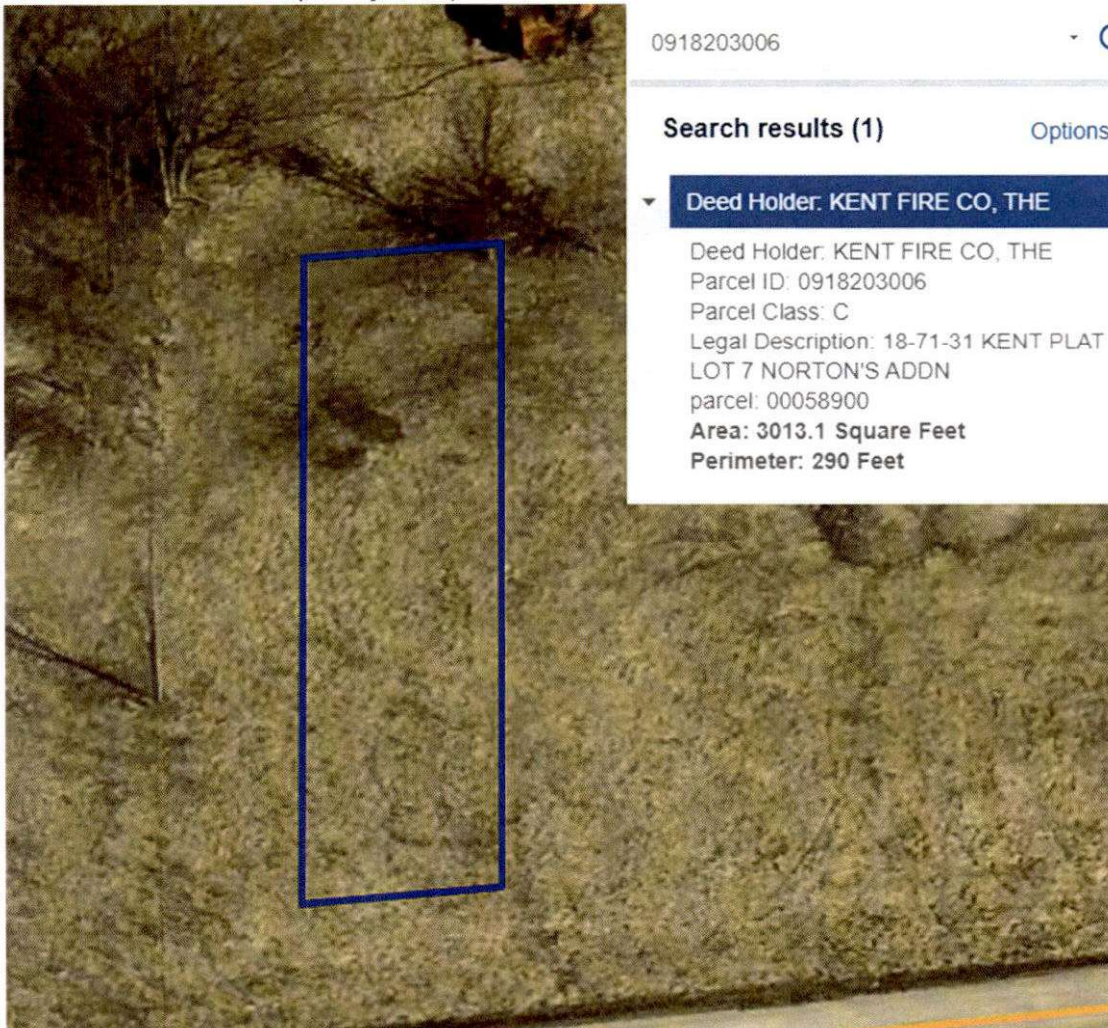 0918203006
Search results (1)
Options
Deed Holder: KENT FIRE CO, THE
Deed Holder: KENT FIRE CO, THE
Parcel ID: 0918203006
Parcel Class: C
Legal Description: 18-71-31 KENT PLAT
LOT 7 NORTON'S ADDN
parcel: 00058900
Area: 3013.1 Square Feet
Perimeter: 290 Feet